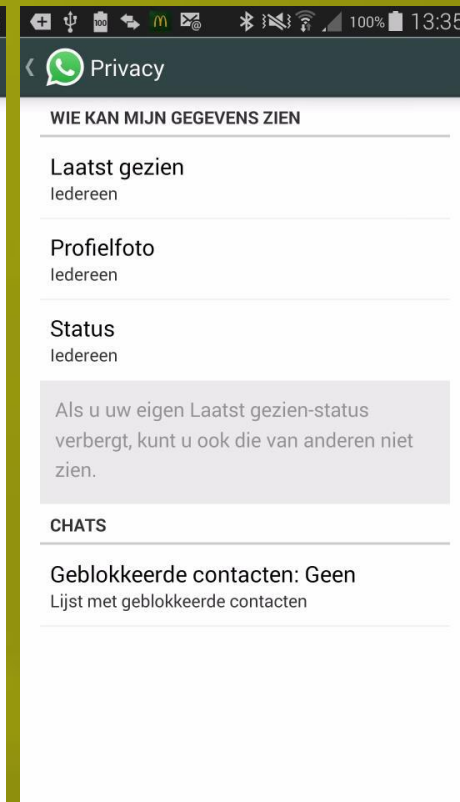 100 100% 13:35
Privacy
WIE KAN MIJN GEGEVENS ZIEN
Laatst gezien
Iedereen
Profielfoto
Iedereen
Status
Iedereen
Als u uw eigen Laatst gezien-status
verbergt, kunt u ook die van anderen niet
zien.
CHATS
Geblokkeerde contacten: Geen
Lijst met geblokkeerde contacten